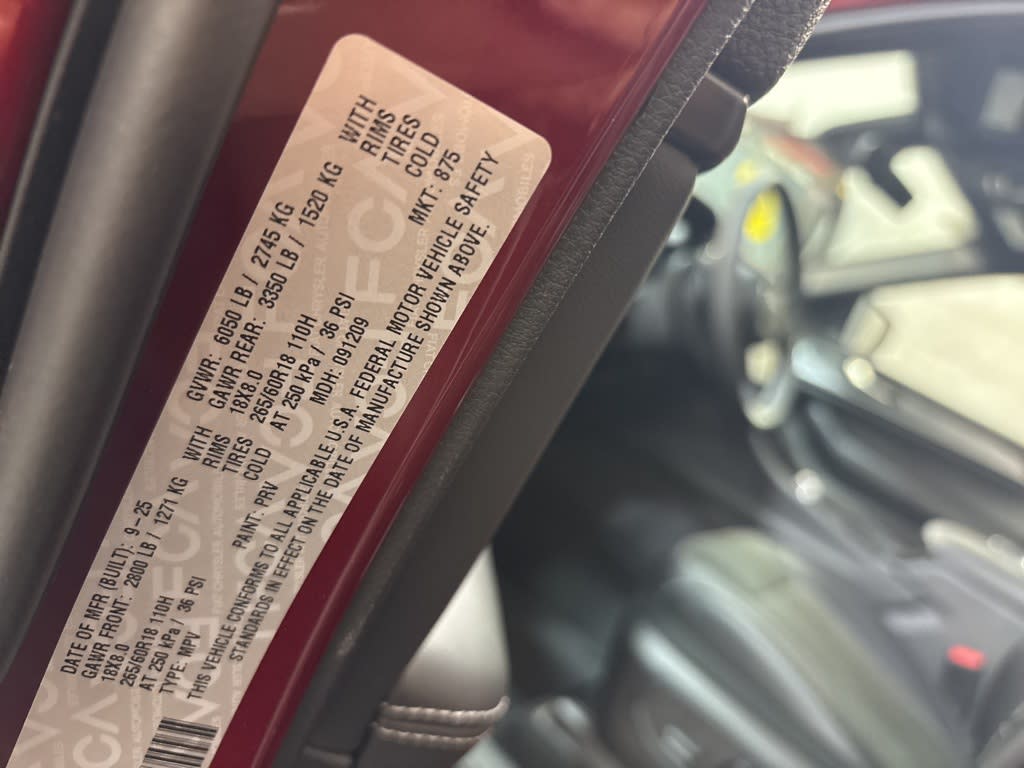 DATE OF MFR (BUILT): 9-25 GVWR: 6050 LB / 2745 KG
GAWR FRONT: 2800 LB / 1271 KG WITH GAWR REAR: 3350 LB / 1520 KG WITH
18X8.0 RIMS 18X8.0 RIMS
265/60R18 110H TIRES 265/60R18 110H TIRES
AT 250 kPa / 36 PSI COLD AT 250 kPa / 36 PSI COLD
TYPE: MPV PAINT: PRV MDH: 091209 MKT: 875
THIS VEHICLE CONFORMS TO ALL APPLICABLE U.S.A. FEDERAL MOTOR VEHICLE SAFETY
STANDARDS IN EFFECT ON THE DATE OF MANUFACTURE SHOWN ABOVE.